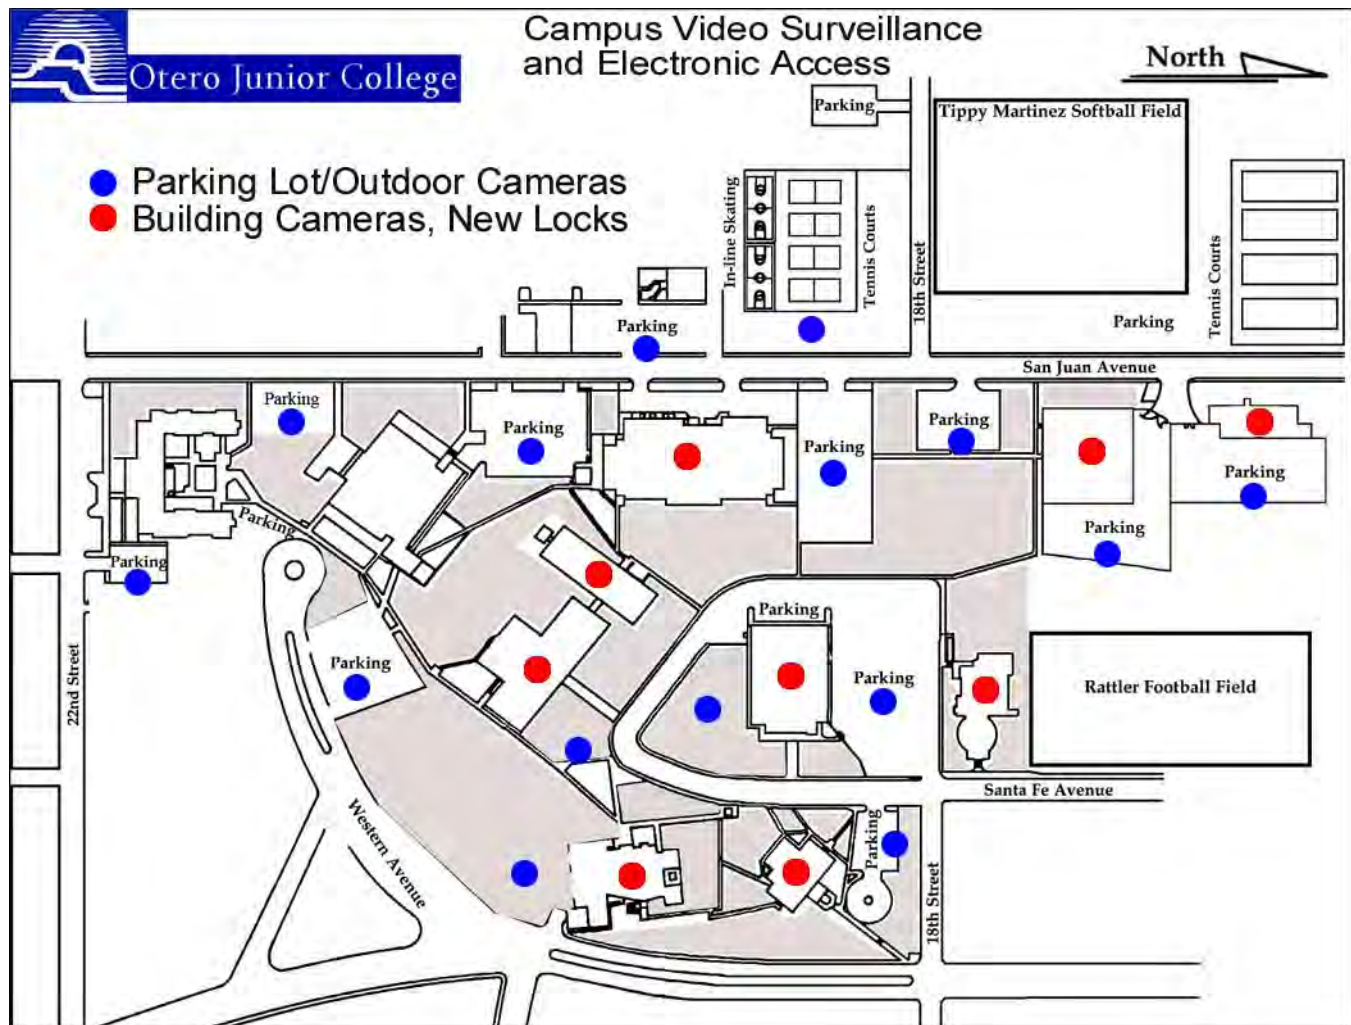 Otero Junior College
Campus Video Surveillance
and Electronic Access
North
Parking Lot/Outdoor Cameras
Building Cameras, New Locks
Parking
Tippy Martinez Softball Field
In-line Skating
Tennis Courts
18th Street
Tennis Courts
Parking
Parking
San Juan Avenue
Parking
Parking
Parking
Parking
Parking
Parking
Parking
Parking
Parking
Parking
22nd Street
Parking
Parking
Rattler Football Field
Santa Fe Avenue
Western Avenue
Parking
18th Street